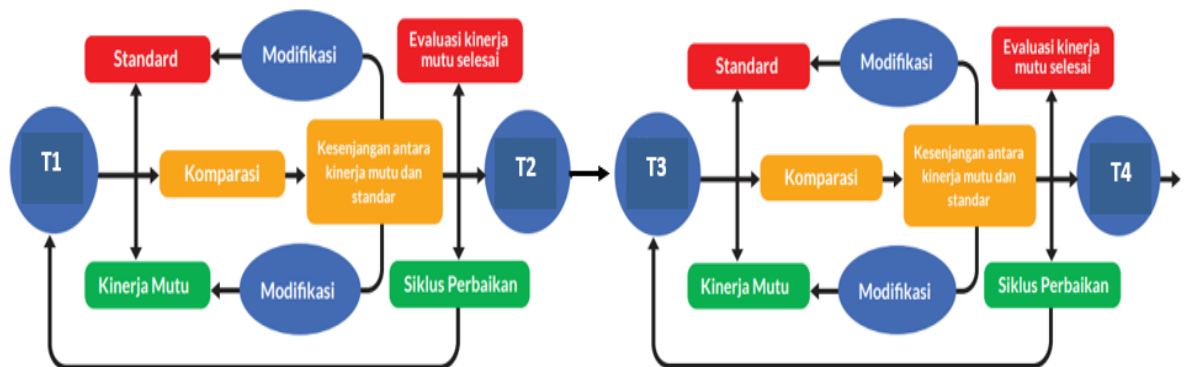 Standard
Modifikasi
Evaluasi kinerja
mutu selesai
T1
Komparasi
Kesenjangan antara
kinerja mutu dan
standar
T2
Kinerja Mutu
Modifikasi
Siklus Perbaikan
Standard
Modifikasi
Evaluasi kinerja
mutu selesai
T3
Komparasi
Kesenjangan antara
kinerja mutu dan
standar
T4
Kinerja Mutu
Modifikasi
Siklus Perbaikan